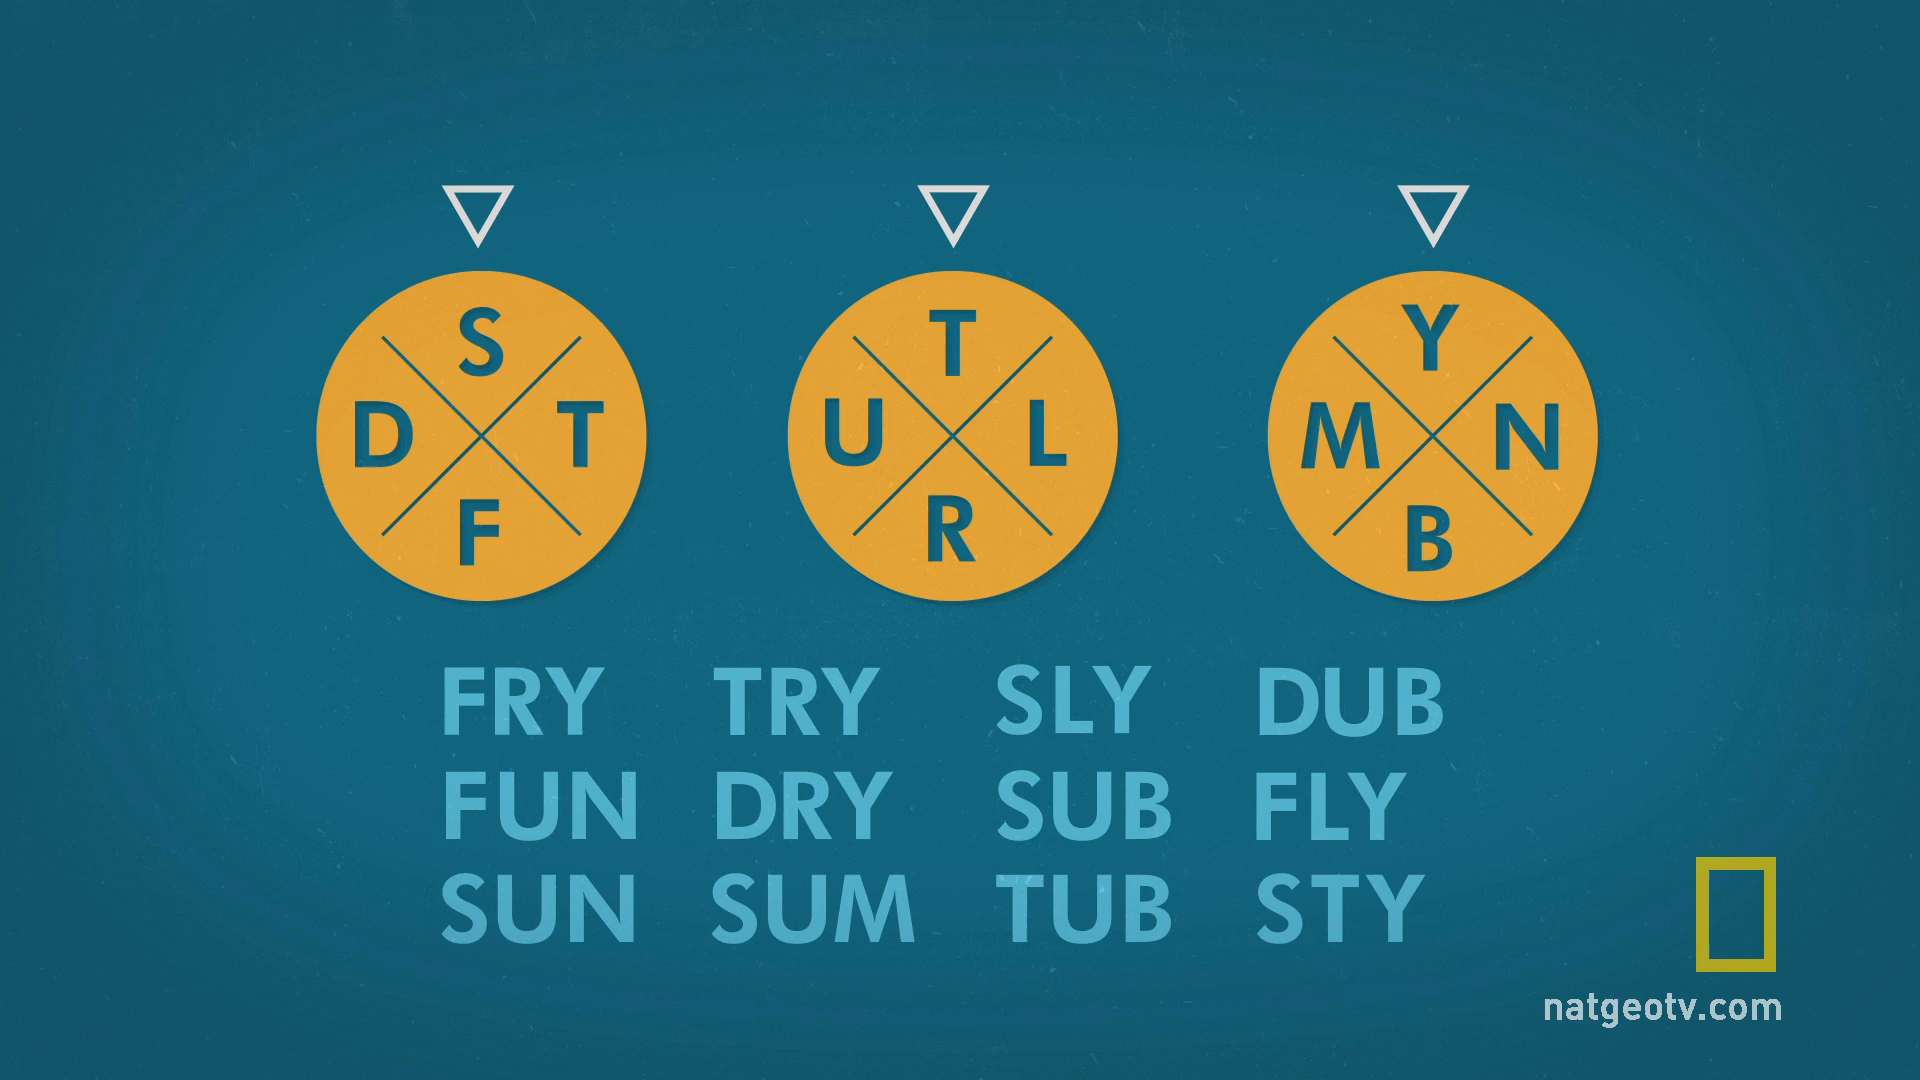 S
D T
F
T
U L
R
Y
M N
B
FRY TRY SLY DUB
FUN DRY SUB FLY
SUN SUM TUB STY
natgeotv.com